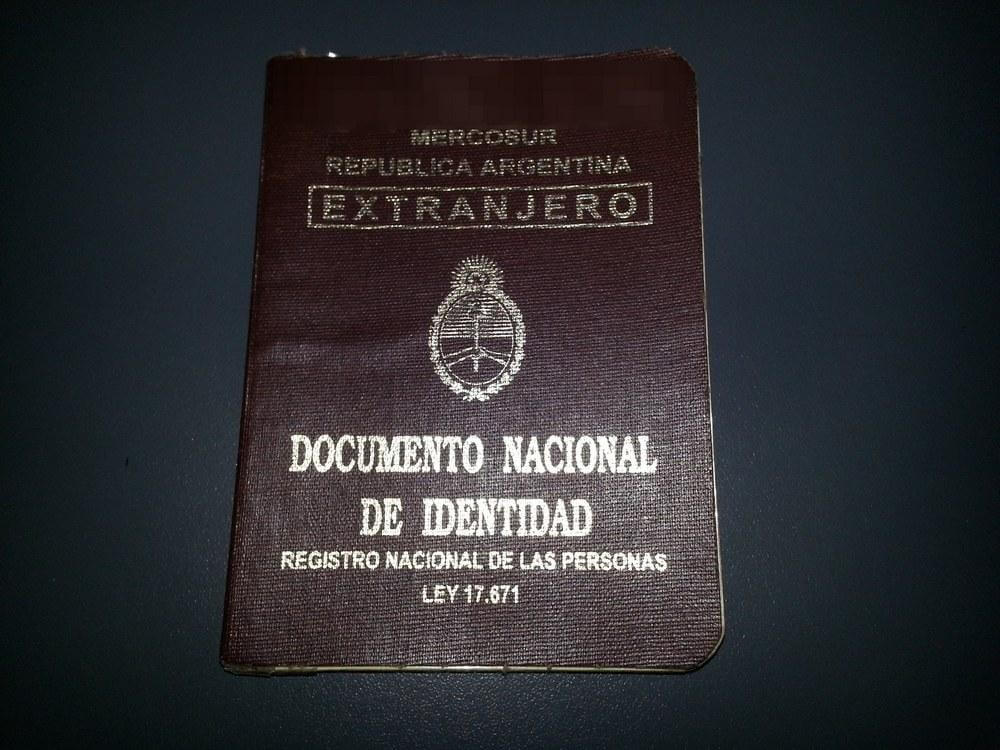 MERCOSUR
REPUBLICA ARGENTINA
EXTRANJERO
DOCUMENTO NACIONAL
DE IDENTIDAD
REGISTRO NACIONAL DE LAS PERSONAS
LEY 17.671